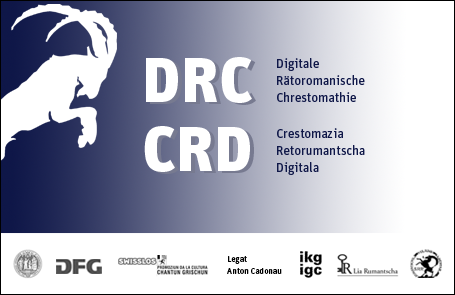 DRC
Digitale
Rätoromanische
Chrestomathie
CRD
Crestomazia
Retorumantscha
Digitala
DFG
SWISSLOS
PROMOZIUN DA LA CULTURA
CHANTUN GRISCHUN
Legat
Anton Cadonau
ikg
igc
Lia Rumantscha